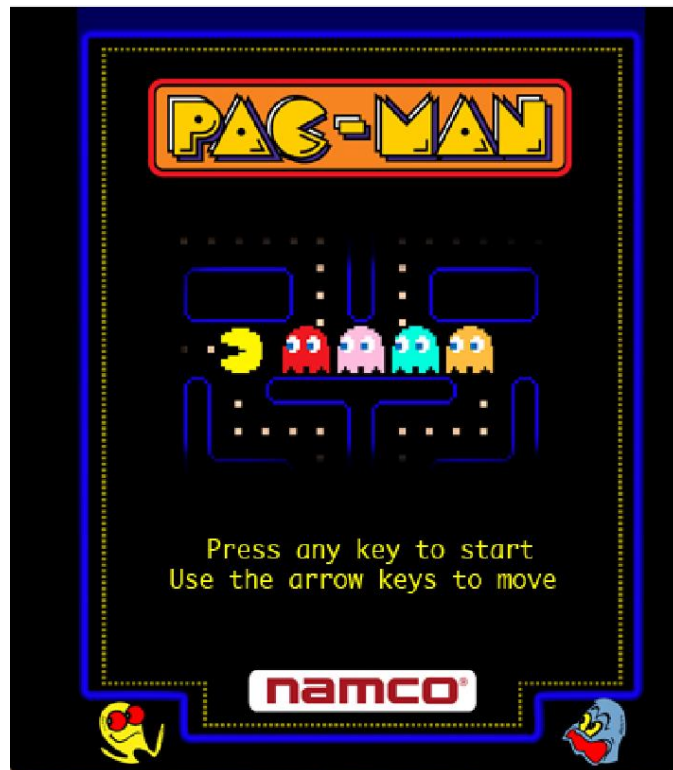 PAC-MAN
Press any key to start
Use the arrow keys to move
namco®